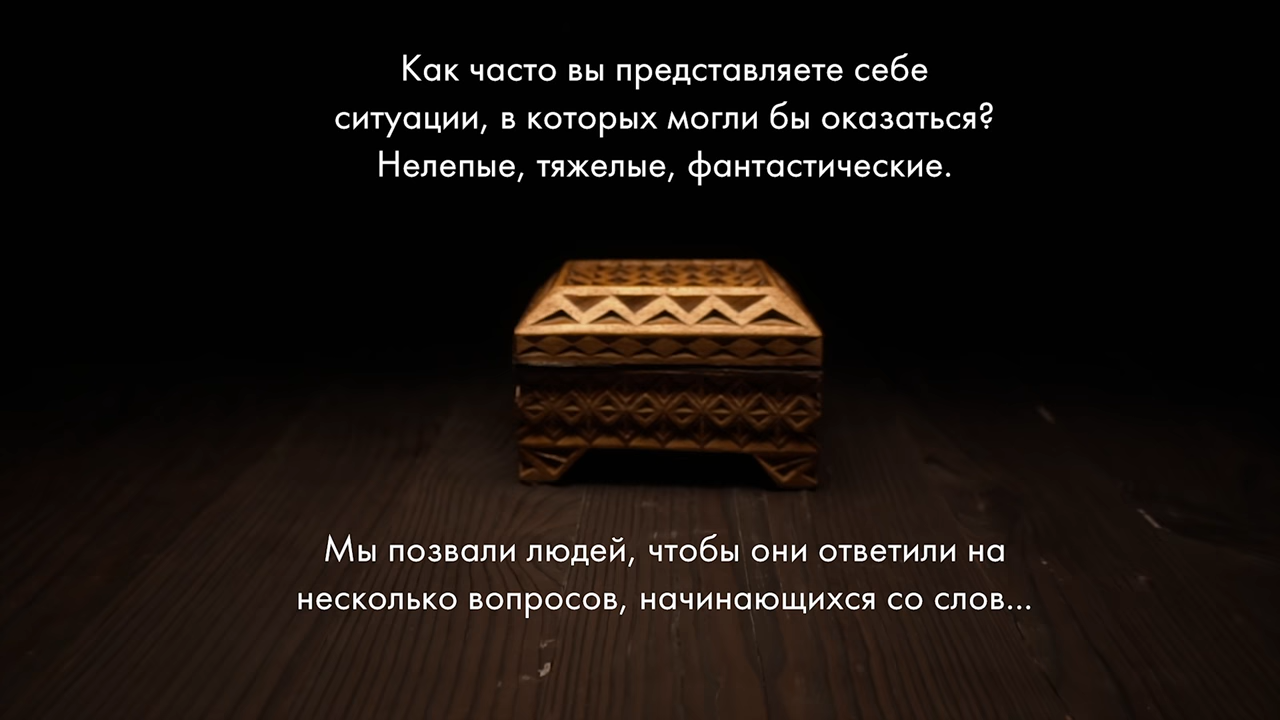 Как часто вы представляете себе
ситуации, в которых могли бы оказаться?
Нелепые, тяжелые, фантастические.
Мы позвали людей, чтобы они ответили на
несколько вопросов, начинающихся со слов...